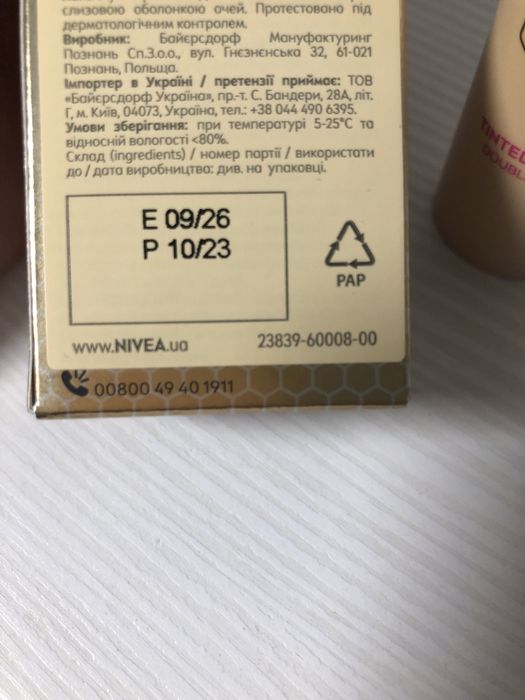 слизовою оболонкою очей. Протестовано під
дерматологічним контролем.
Виробник: Байєрсдорф Мануфактуринг
Познань Сп.З.о.о., вул. Гнєзнєнська 32, 61-021
Познань, Польща.
Імпортер в Україні / претензії приймає: ТОВ
«Байєрсдорф Україна», пр.-т. С. Бандери, 28А, літ.
Г, м. Київ, 04073, Україна, тел.: +38 044 490 6395.
Умови зберігання: при температурі 5-25°С та
відносній вологості <80%.
Склад (ingredients) / номер партії / використати
до / дата виробництва: див. на упаковці.
E 09/26
P 10/23
PAP
www.NIVEA.ua
23839-60008-00
00800 49 40 1911
TINTED